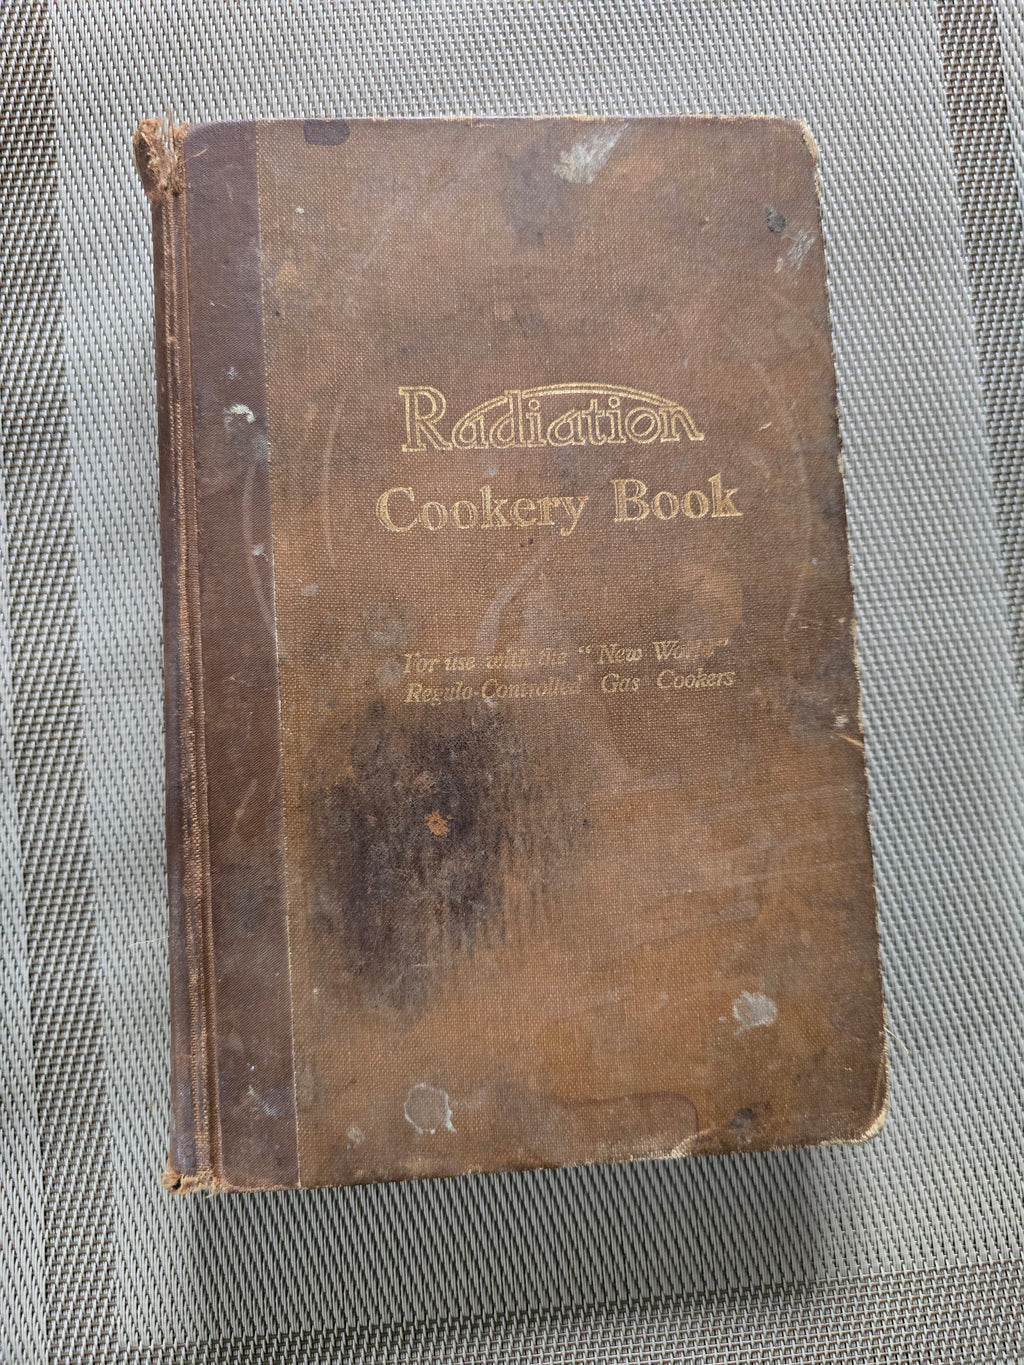 Radiation
Cookery Book
For use with the "New World"
Regulo-Controlled Gas Cookers